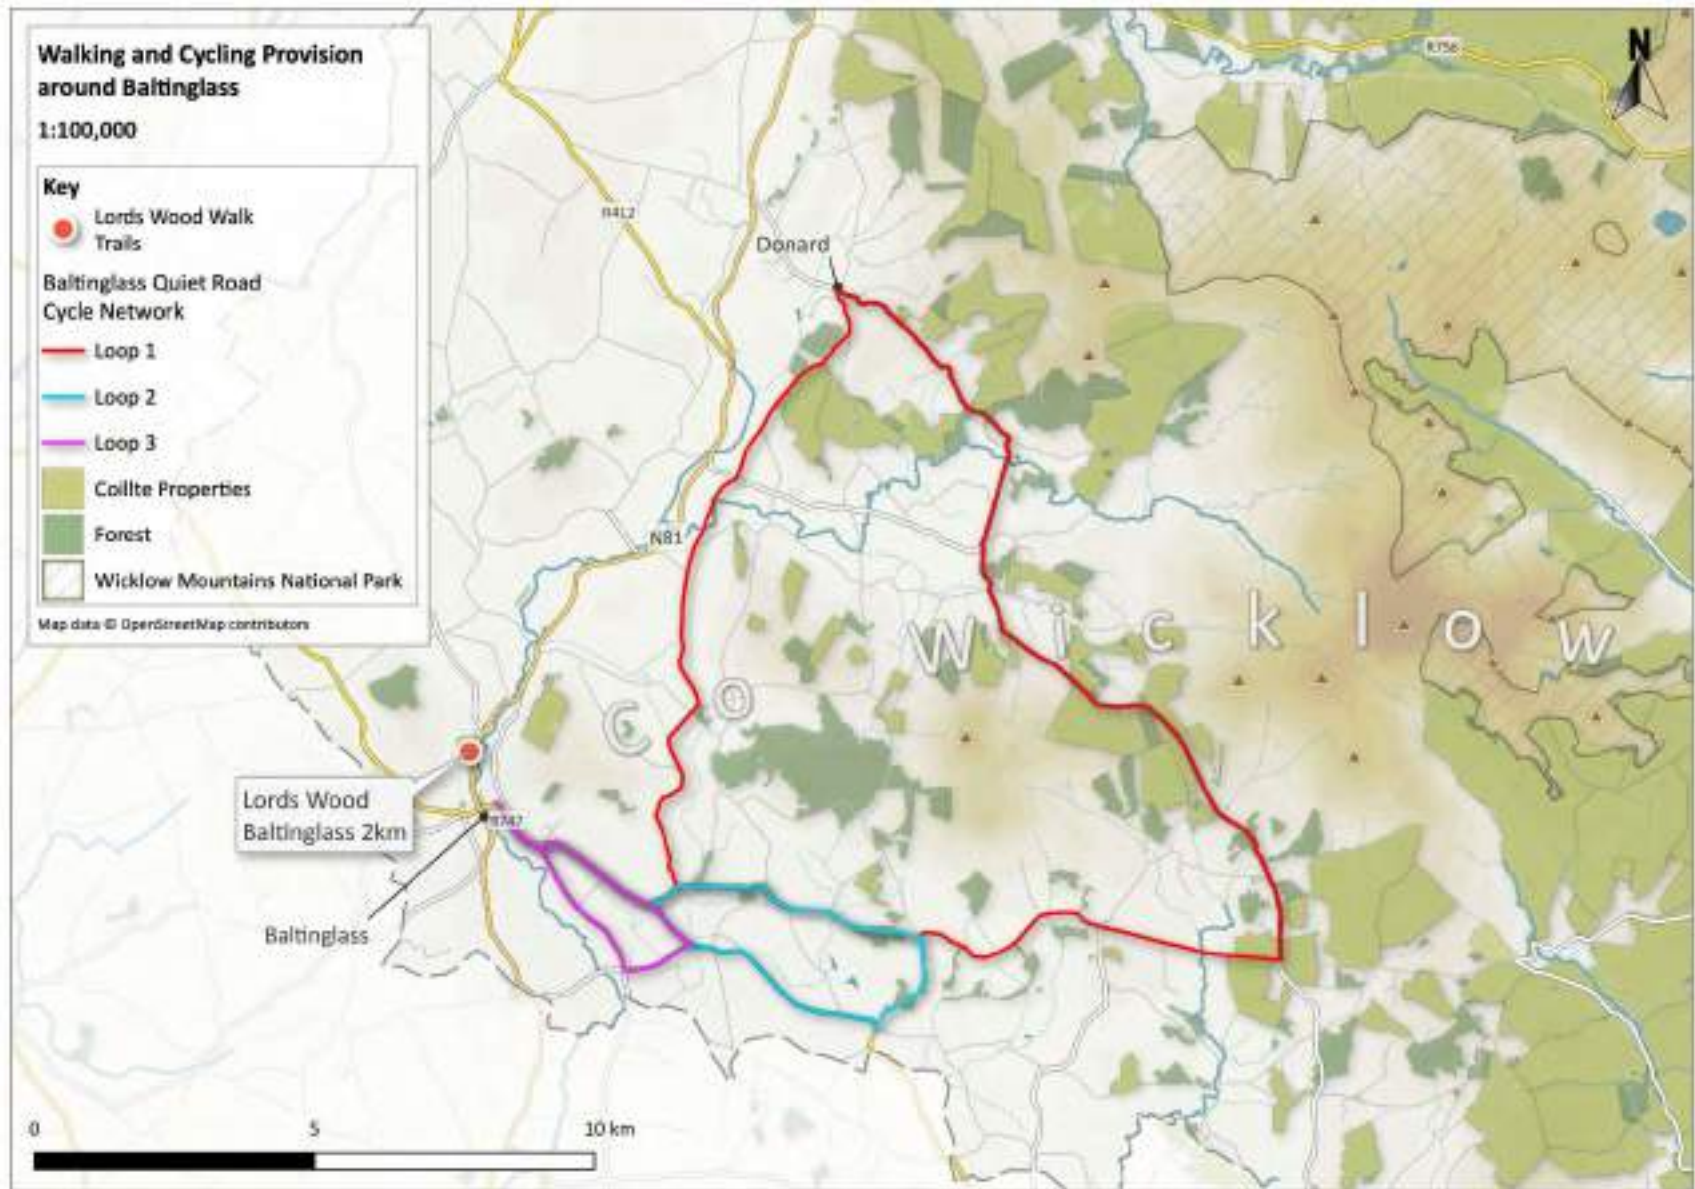 Walking and Cycling Provision
around Baltinglass
1:100,000
Key
Lords Wood Walk
Trails
Baltinglass Quiet Road
Cycle Network
Loop 1
Loop 2
Loop 3
Coillte Properties
Forest
Wicklow Mountains National Park
Map data © OpenStreetMap contributors
N
R756
R412
Donard
N81
Co Wicklow
Lords Wood
Baltinglass 2km
R747
Baltinglass
0 5 10 km